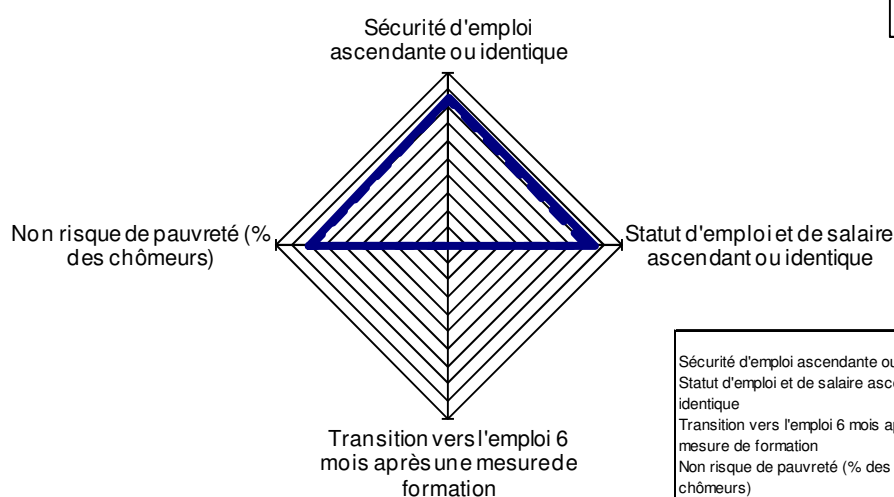 Sécurité d'emploi
ascendante ou identique
Non risque de pauvreté (%
des chômeurs)
Statut d'emploi et de salaire
ascendant ou identique
Transition vers l'emploi 6
mois après une mesure de
formation
Sécurité d'emploi ascendante ou
Statut d'emploi et de salaire
identique
Transition vers l'emploi 6 mois
mesure de formation
Non risque de pauvreté (% des
chômeurs)